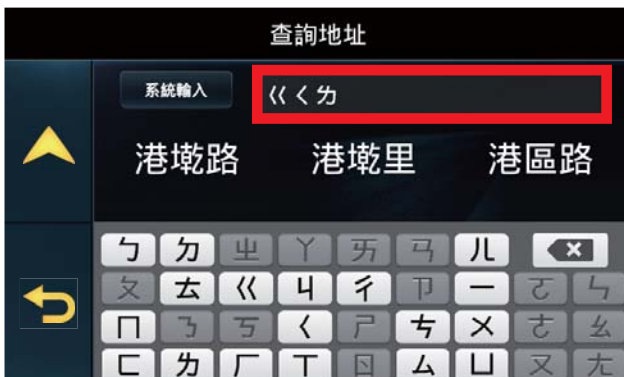 查詢地址
系統輸入 ㄍㄑㄌ
港墘路 港墘里 港區路
ㄅ ㄉ ㄓ ㄚ ㄞ ㄢ ㄦ
ㄆ ㄊ ㄍ ㄐ ㄔ ㄗ ㄧ ㄛ ㄣ
ㄇ ㄋ ㄎ ㄑ ㄕ ㄘ ㄨ ㄜ ㄠ
ㄈ ㄌ ㄏ ㄒ ㄖ ㄙ ㄩ ㄡ ㄤ